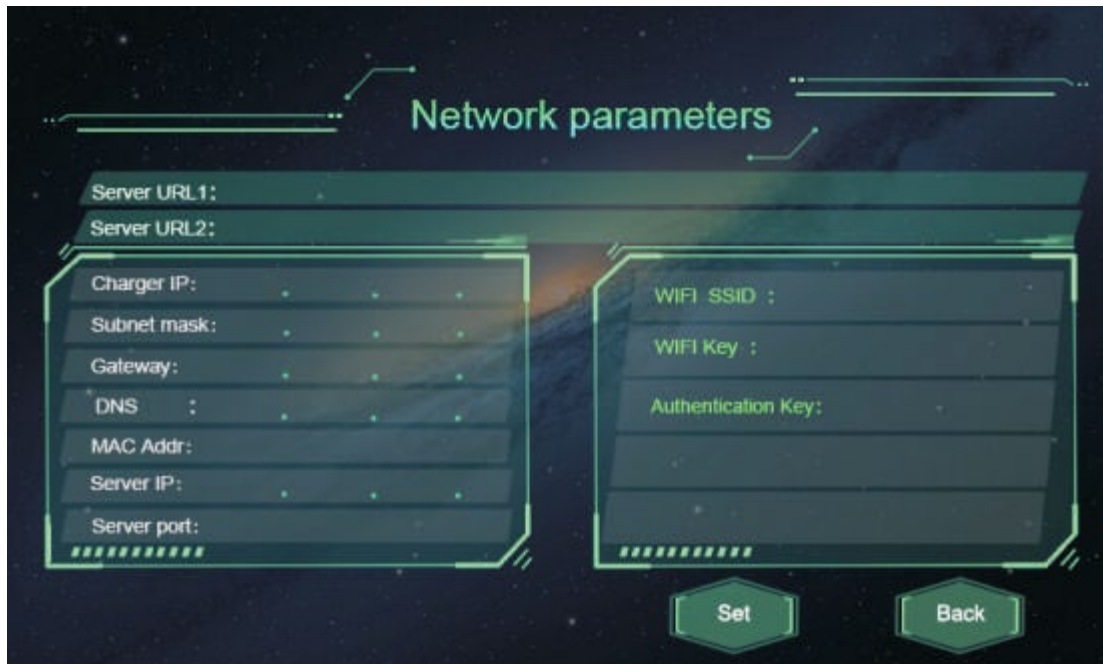 Network parameters
Server URL1:
Server URL2:
Charger IP: . . .
Subnet mask: . . .
Gateway: . . .
DNS : . . .
MAC Addr:
Server IP: . . .
Server port:
WIFI SSID :
WIFI Key :
Authentication Key:
Set
Back